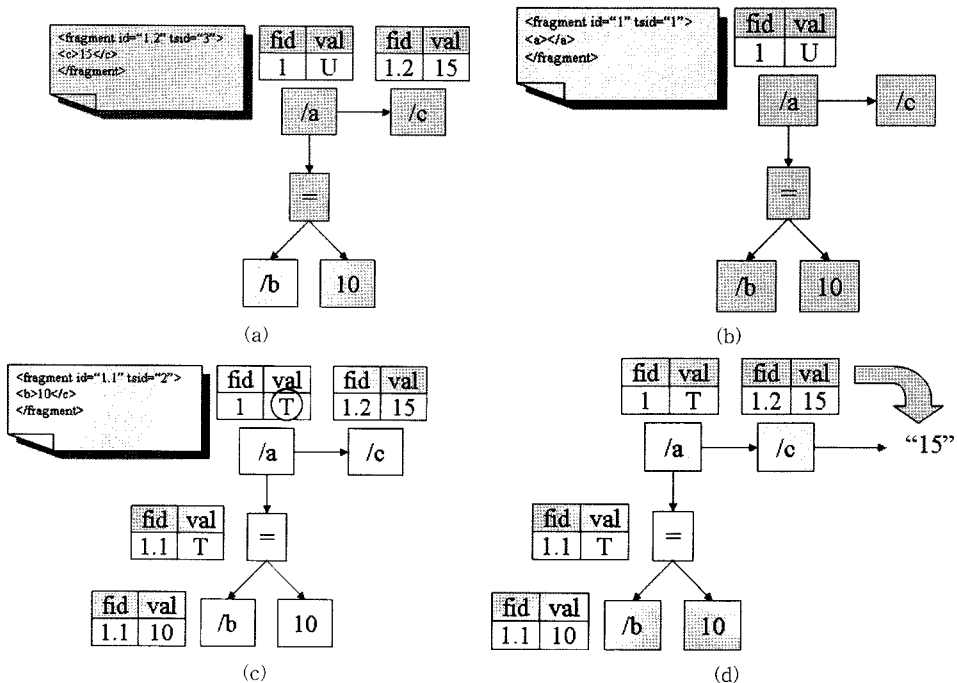 <fragment id="1.2" tsid="3">
<c>15</c>
</fragment>
fid val
1 U
fid val
1.2 15
/a
/c
=
/b
10
(a)
<fragment id="1" tsid="1">
<a></a>
</fragment>
fid val
1 U
/a
/c
=
/b
10
(b)
<fragment id="1.1" tsid="2">
<b>10</c>
</fragment>
fid val
1 T
fid val
1.2 15
/a
/c
fid val
1.1 T
=
fid val
1.1 10
/b
10
(c)
fid val
1 T
fid val
1.2 15
/a
/c
"15"
fid val
1.1 T
=
fid val
1.1 10
/b
10
(d)